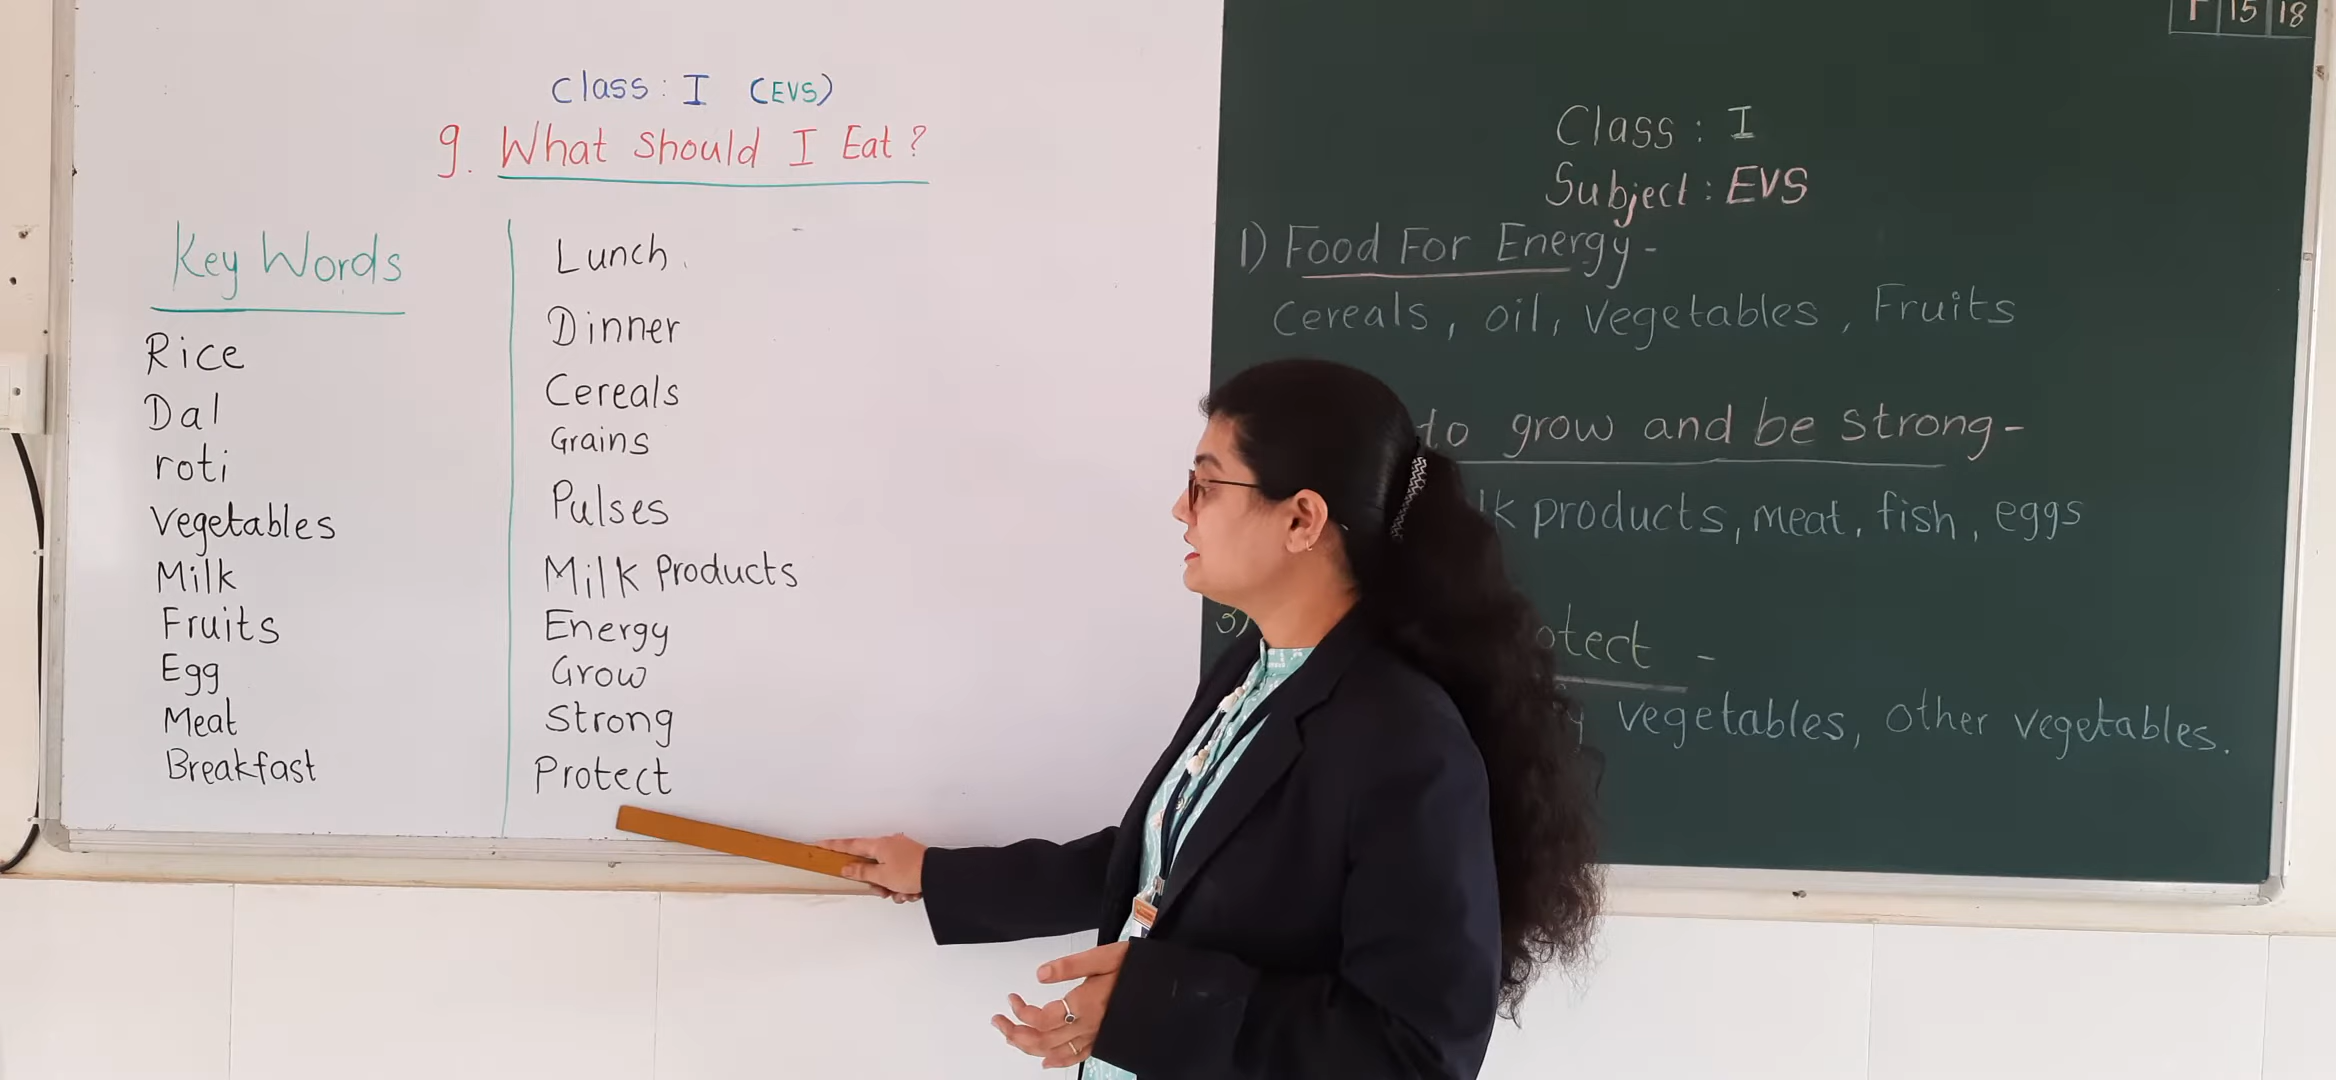 Class : I (EVS)
9. What Should I Eat ?
Key Words
Rice
Dal
roti
Vegetables
Milk
Fruits
Egg
Meat
Breakfast
Lunch.
Dinner
Cereals
Grains
Pulses
Milk Products
Energy
Grow
Strong
Protect
15 18
Class : I
Subject : EVS
1) Food For Energy -
Cereals, oil, Vegetables, Fruits
to grow and be strong -
products, meat, fish, eggs
3)
vegetables, other vegetables.